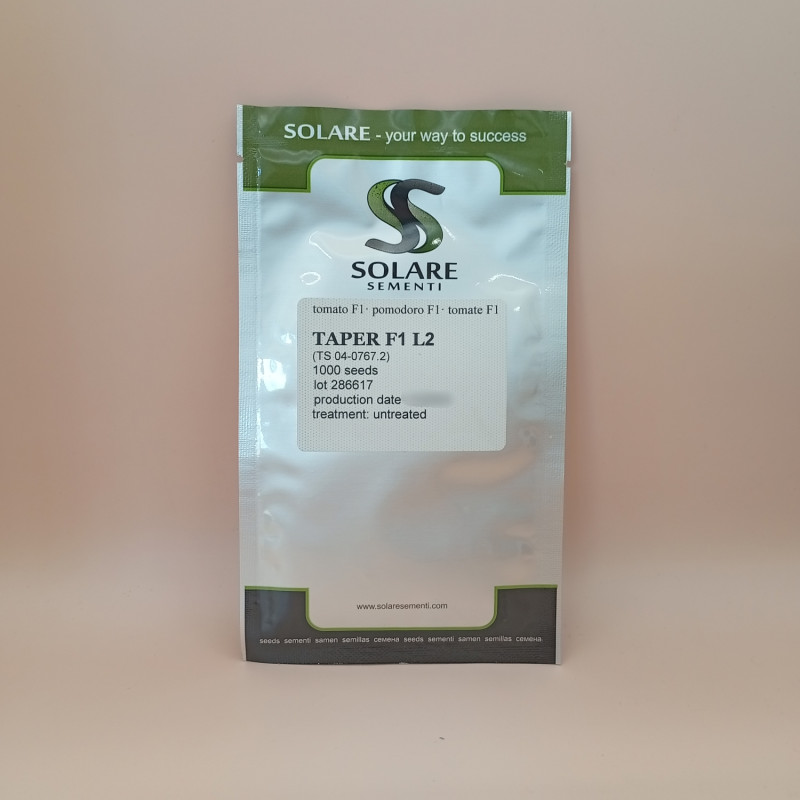 SOLARE - your way to success
SOLARE
SEMENTI
tomato F1· pomodoro F1· tomate F1
TAPER F1 L2
(TS 04-0767.2)
1000 seeds
lot 286617
production date
treatment: untreated
www.solaresementi.com
seeds sementi samen semillas семена seeds sementi samen semillas семена